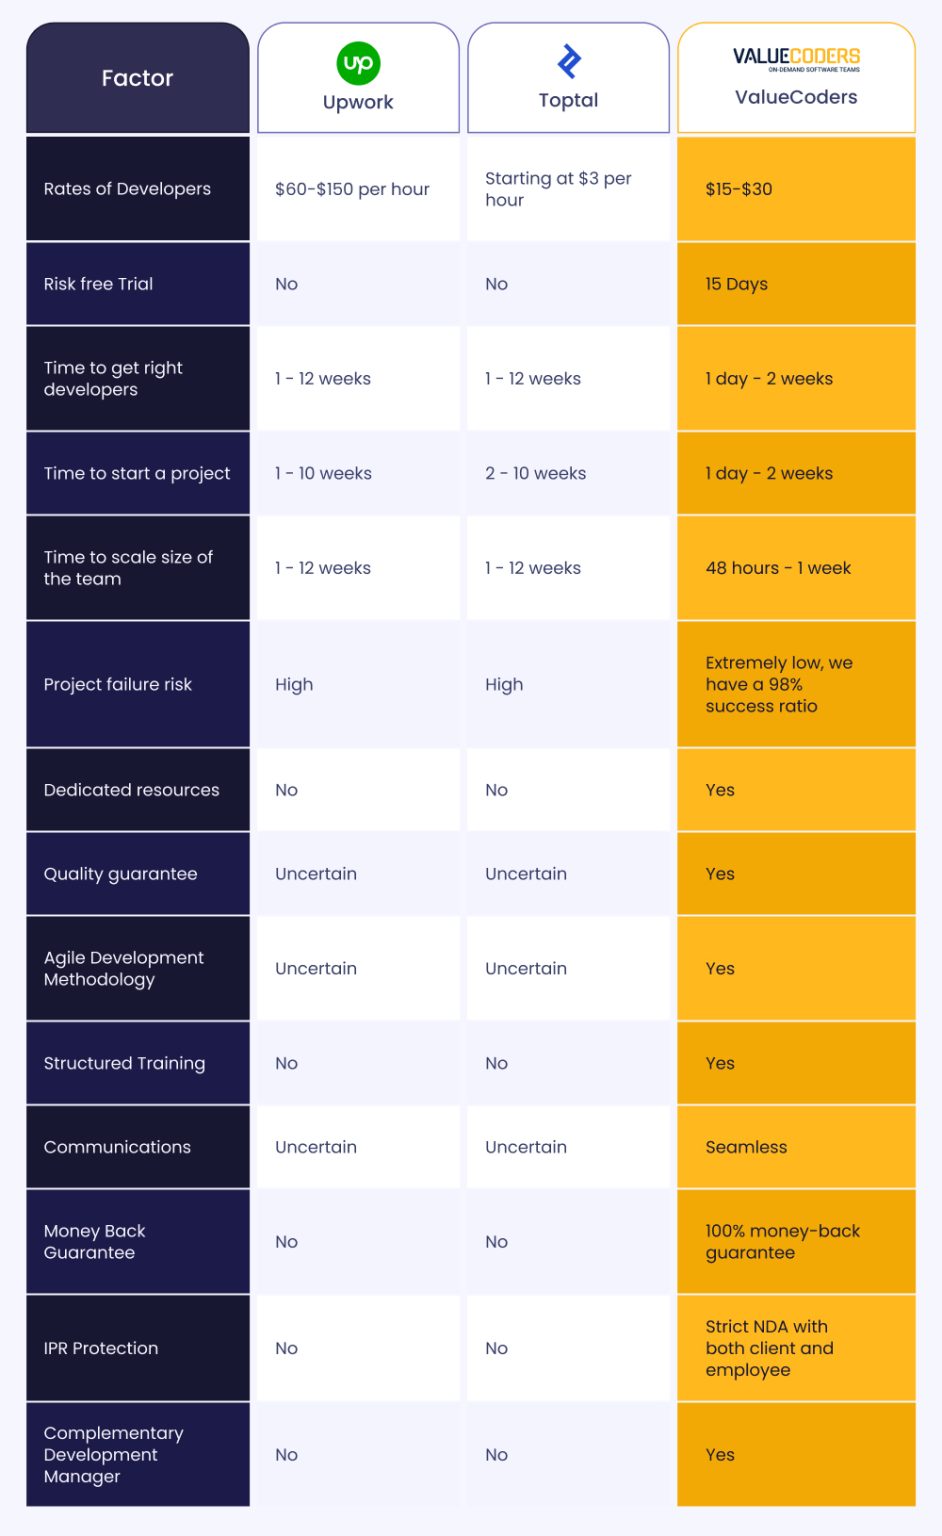 Factor
up
Upwork
Toptal
VALUECODERS
ON-DEMAND SOFTWARE TEAMS
ValueCoders
Rates of Developers
$60-$150 per hour
Starting at $3 per
hour
$15-$30
Risk free Trial
No
No
15 Days
Time to get right
developers
1 - 12 weeks
1 - 12 weeks
1 day - 2 weeks
Time to start a project
1 - 10 weeks
2 - 10 weeks
1 day - 2 weeks
Time to scale size of
the team
1 - 12 weeks
1 - 12 weeks
48 hours - 1 week
Project failure risk
High
High
Extremely low, we
have a 98%
success ratio
Dedicated resources
No
No
Yes
Quality guarantee
Uncertain
Uncertain
Yes
Agile Development
Methodology
Uncertain
Uncertain
Yes
Structured Training
No
No
Yes
Communications
Uncertain
Uncertain
Seamless
Money Back
Guarantee
No
No
100% money-back
guarantee
IPR Protection
No
No
Strict NDA with
both client and
employee
Complementary
Development
Manager
No
No
Yes